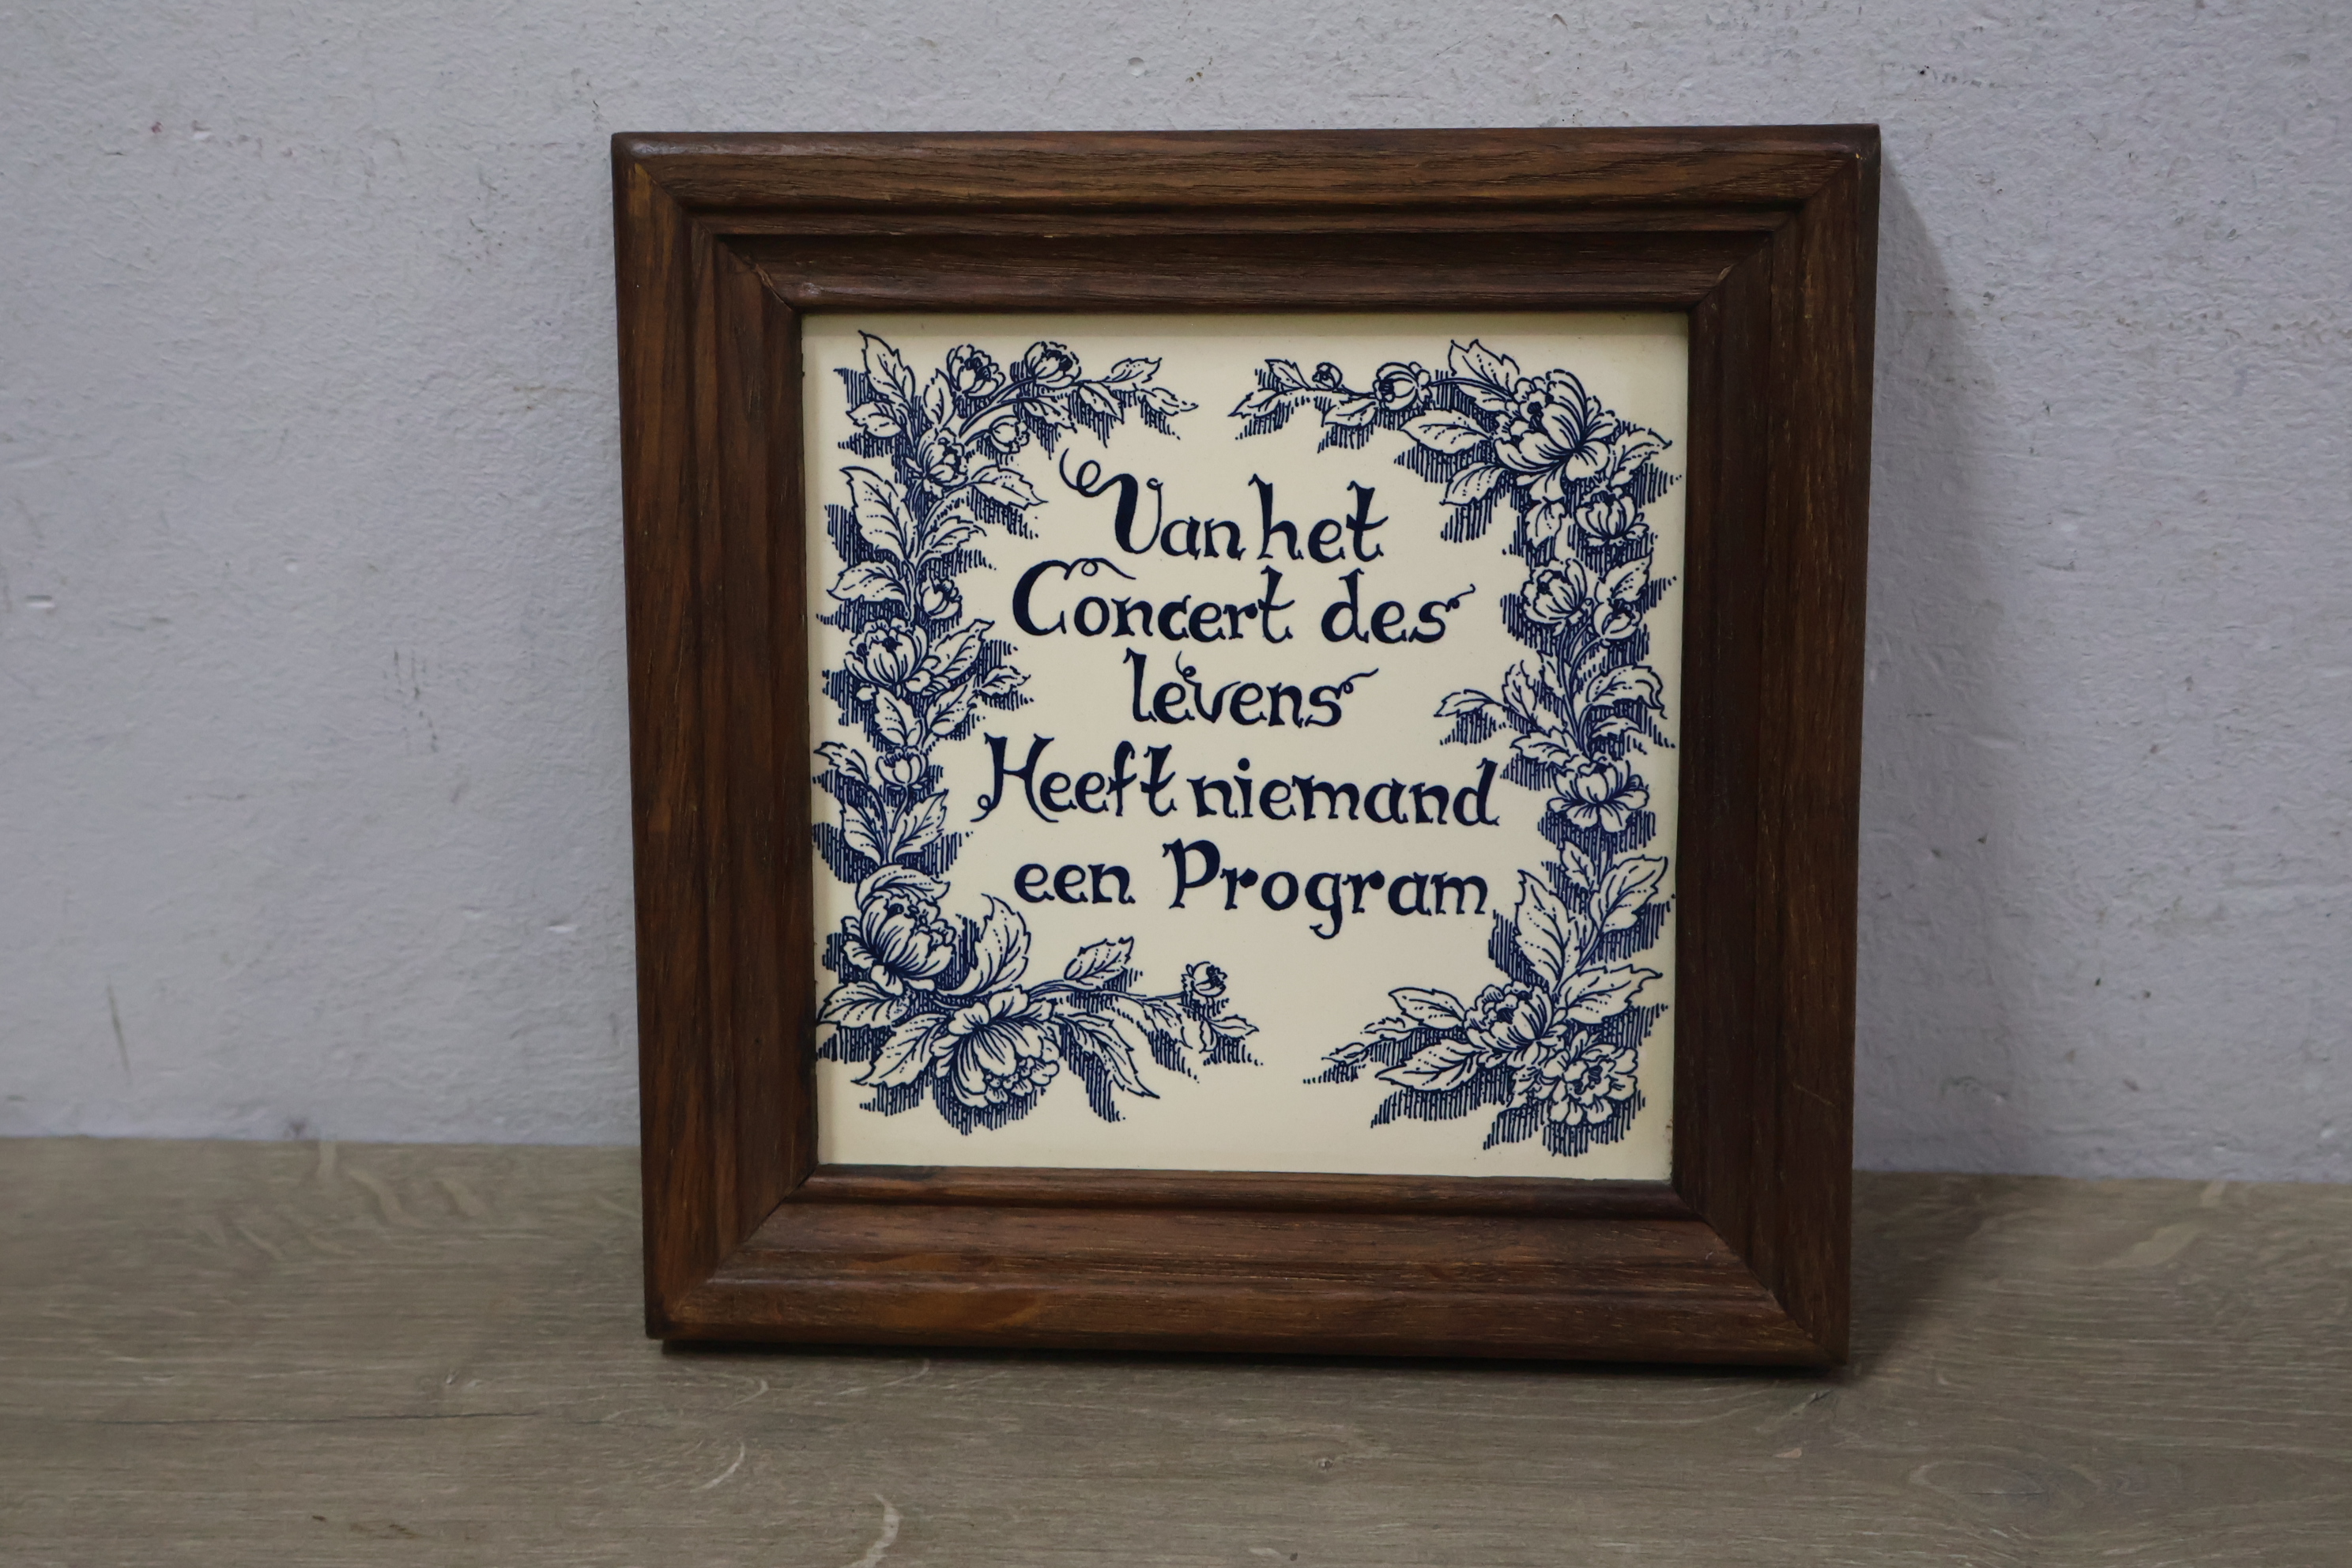 Van het
Concert des
levens
Heeft niemand
een Program